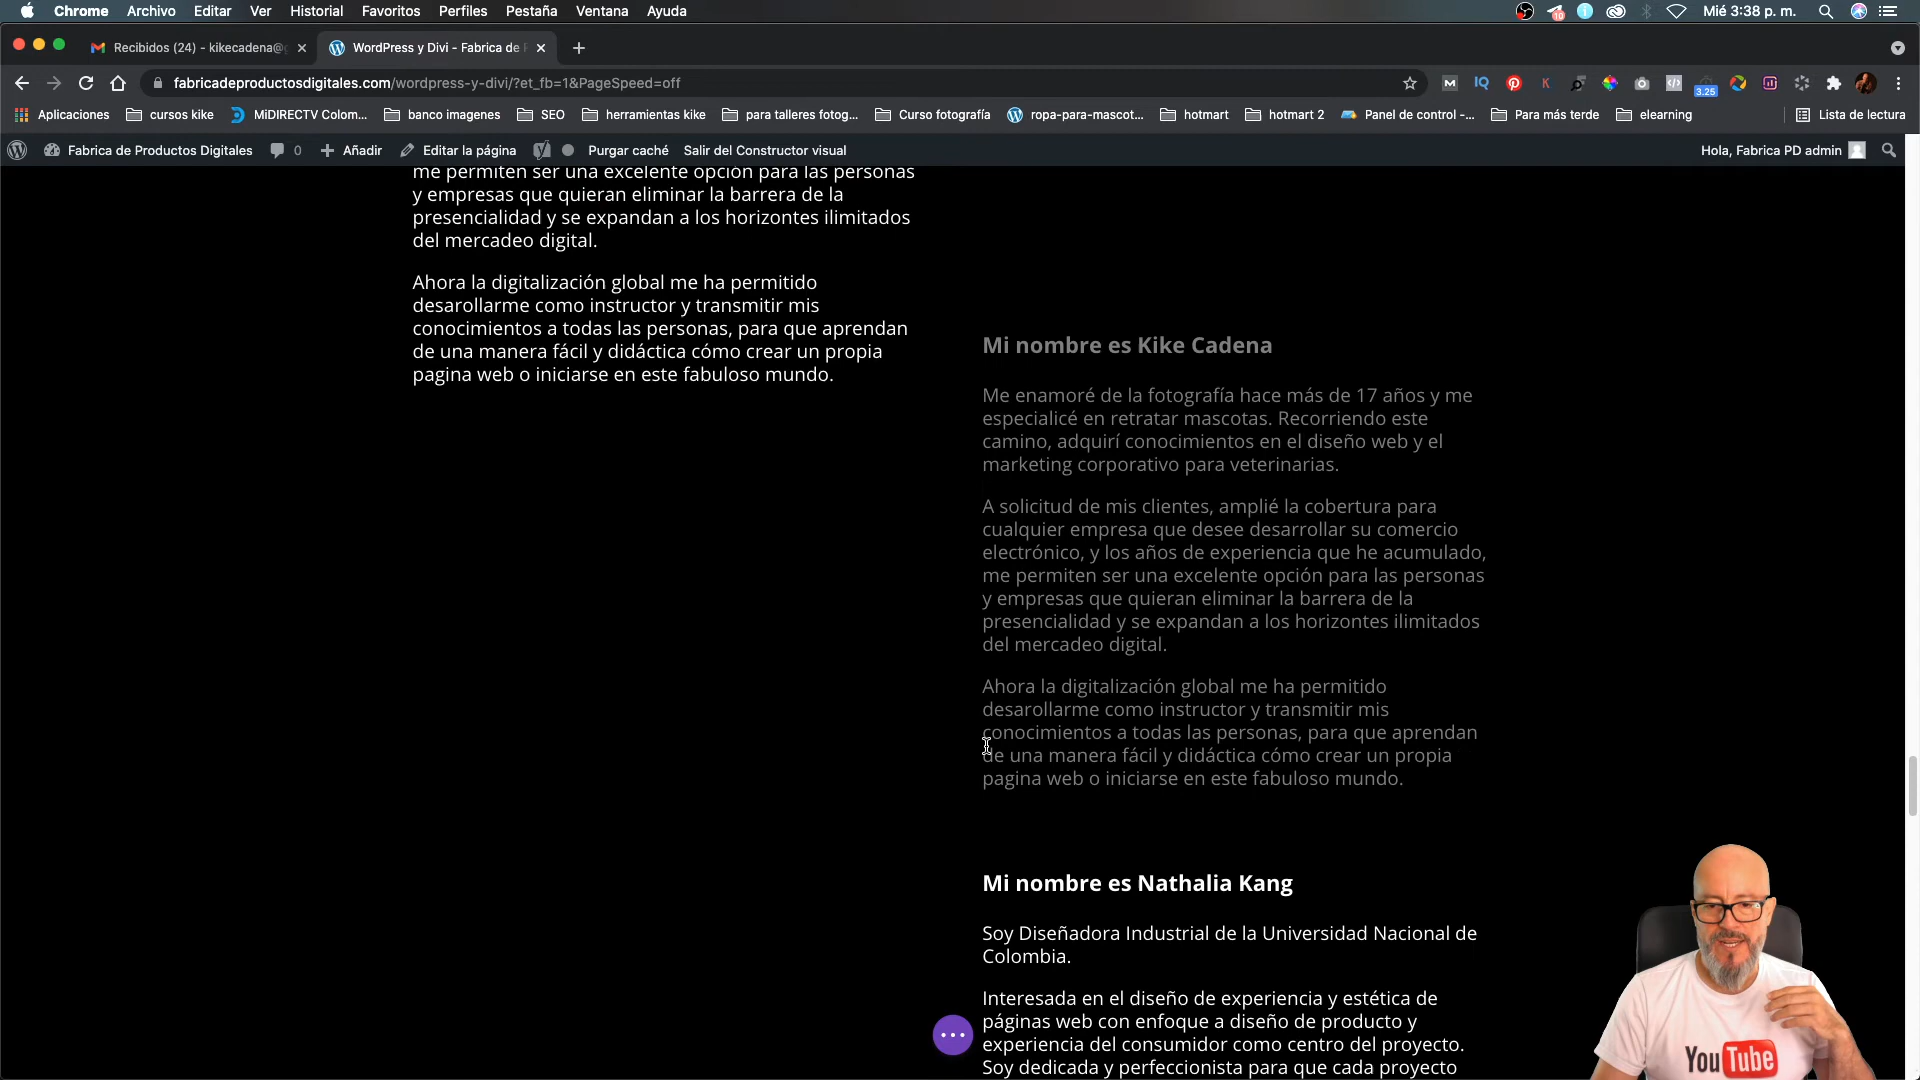 Chrome Archivo Editar Ver Historial Favoritos Perfiles Pestaña Ventana Ayuda
10
Mié 3:38 p. m.
Recibidos (24) - kikecadena@g
WordPress y Divi - Fabrica de
fabricadeproductosdigitales.com/wordpress-y-divi/?et_fb=1&PageSpeed=off
M IQ K 3.25
Aplicaciones cursos kike MiDIRECTV Colom... banco imagenes SEO herramientas kike para talleres fotog... Curso fotografía ropa-para-mascot... hotmart hotmart 2 Panel de control -... Para más terde elearning Lista de lectura
Fabrica de Productos Digitales 0 Añadir Editar la página Purgar caché Salir del Constructor visual Hola, Fabrica PD admin
me permiten ser una excelente opción para las personas
y empresas que quieran eliminar la barrera de la
presencialidad y se expandan a los horizontes ilimitados
del mercadeo digital.
Ahora la digitalización global me ha permitido
desarollarme como instructor y transmitir mis
conocimientos a todas las personas, para que aprendan
de una manera fácil y didáctica cómo crear un propia
pagina web o iniciarse en este fabuloso mundo.
Mi nombre es Kike Cadena
Me enamoré de la fotografía hace más de 17 años y me
especialicé en retratar mascotas. Recorriendo este
camino, adquirí conocimientos en el diseño web y el
marketing corporativo para veterinarias.
A solicitud de mis clientes, amplié la cobertura para
cualquier empresa que desee desarrollar su comercio
electrónico, y los años de experiencia que he acumulado,
me permiten ser una excelente opción para las personas
y empresas que quieran eliminar la barrera de la
presencialidad y se expandan a los horizontes ilimitados
del mercadeo digital.
Ahora la digitalización global me ha permitido
desarollarme como instructor y transmitir mis
conocimientos a todas las personas, para que aprendan
de una manera fácil y didáctica cómo crear un propia
pagina web o iniciarse en este fabuloso mundo.
Mi nombre es Nathalia Kang
Soy Diseñadora Industrial de la Universidad Nacional de
Colombia.
Interesada en el diseño de experiencia y estética de
páginas web con enfoque a diseño de producto y
experiencia del consumidor como centro del proyecto.
Soy dedicada y perfeccionista para que cada proyecto
YouTube